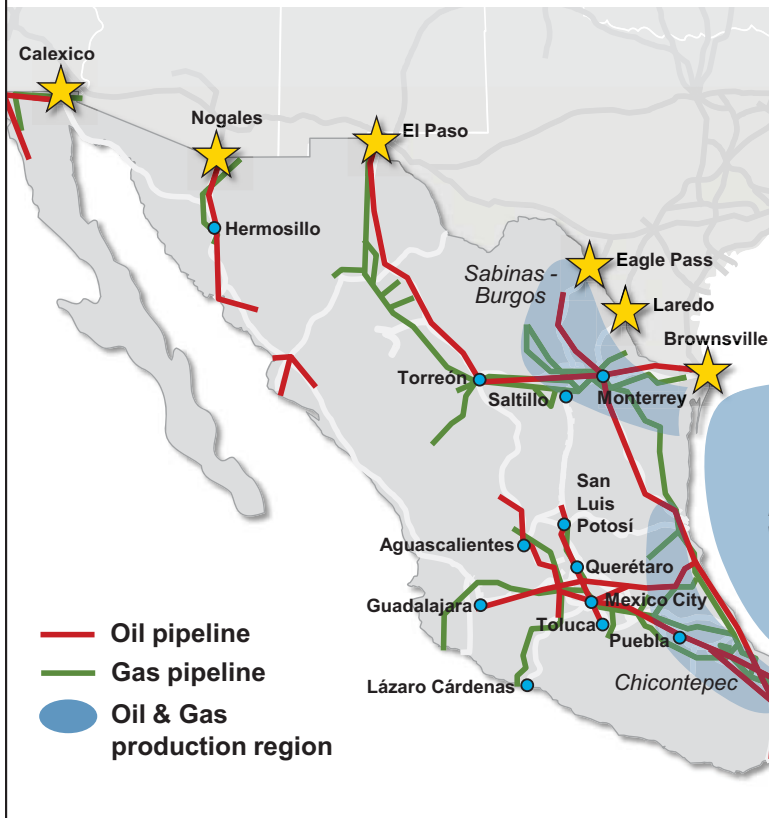 Calexico
Nogales
El Paso
Hermosillo
Eagle Pass
Sabinas -
Burgos
Laredo
Brownsville
Torreón
Saltillo
Monterrey
San
Luis
Potosí
Aguascalientes
Querétaro
Guadalajara
Mexico City
Toluca
Puebla
Lázaro Cárdenas
Chicontepec
Oil pipeline
Gas pipeline
Oil & Gas
production region